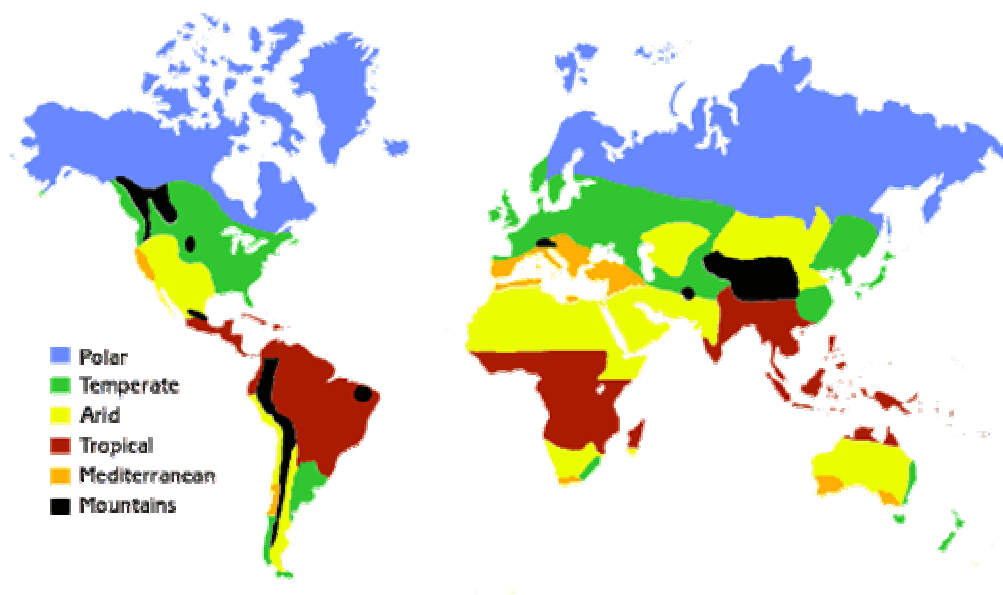 Polar
Temperate
Arid
Tropical
Mediterranean
Mountains